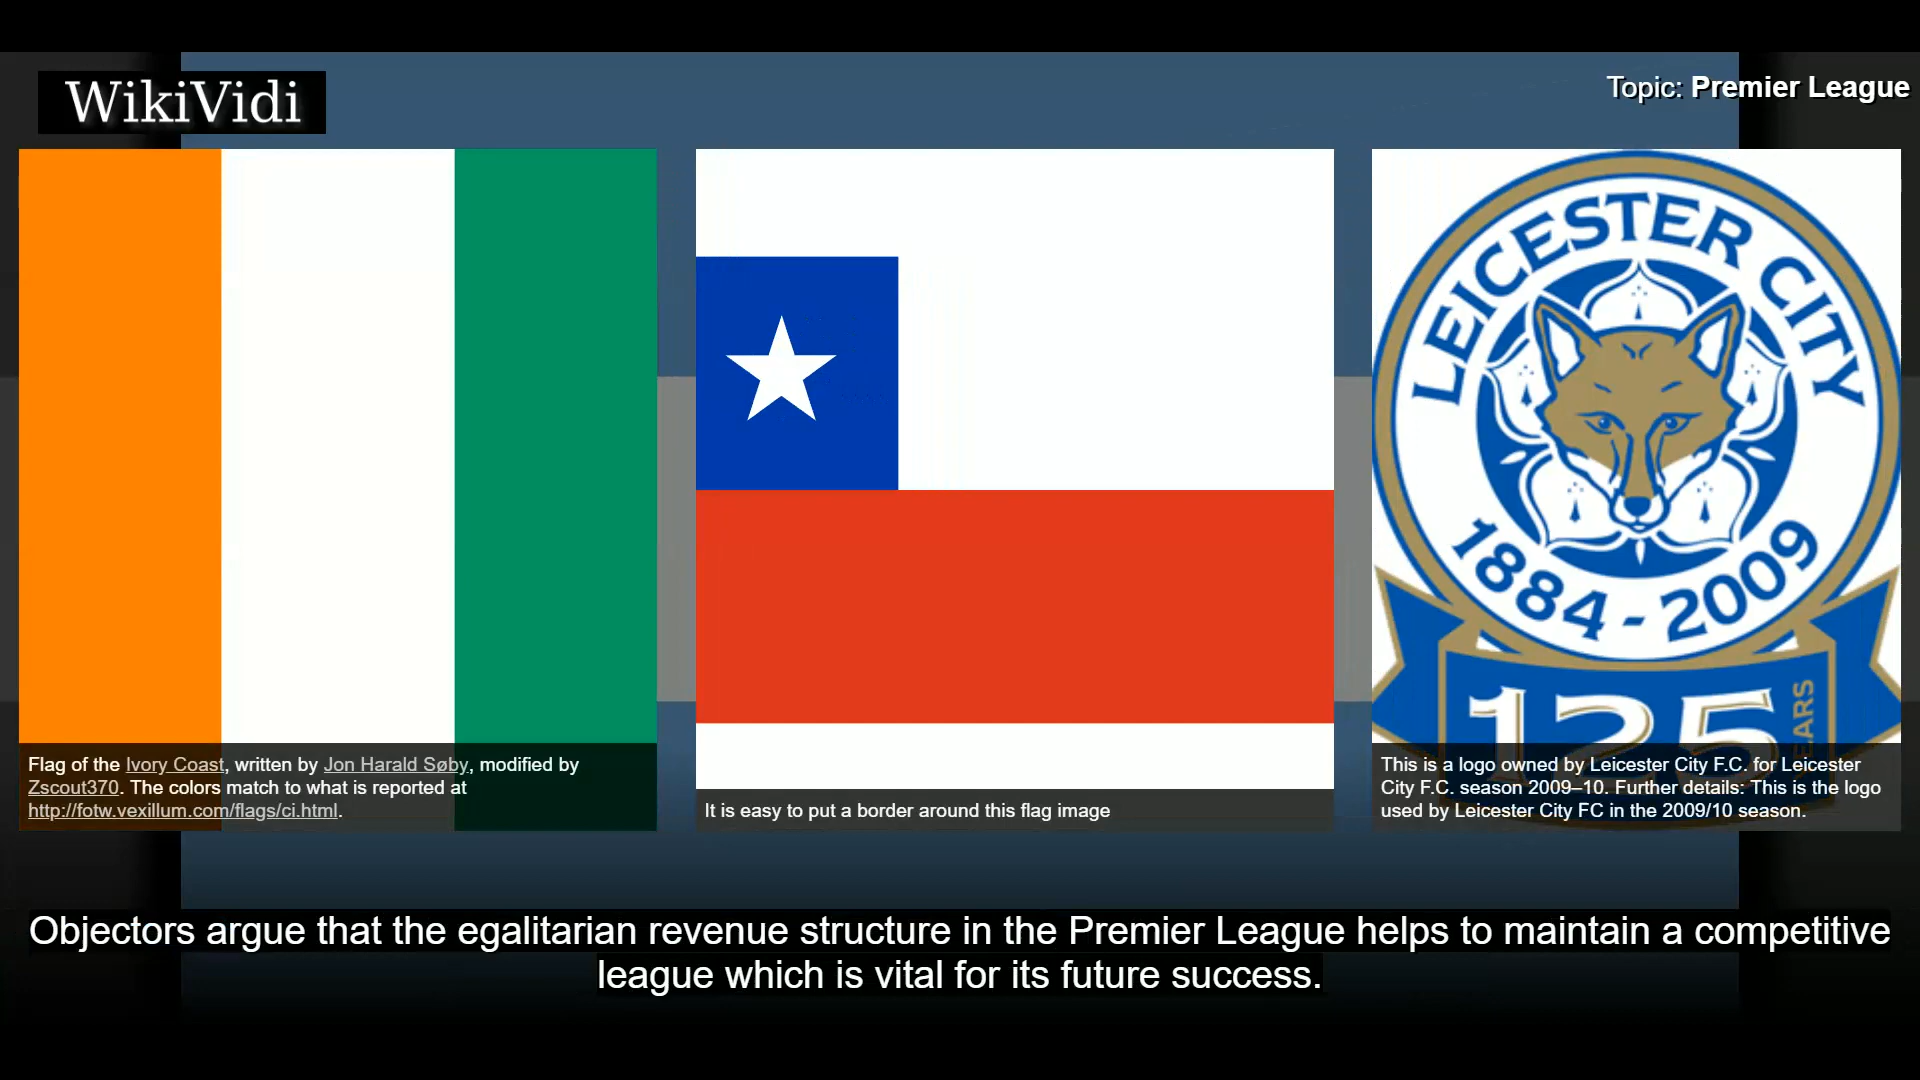 WikiVidi
Topic: Premier League
LEICESTER CITY
1884 - 2009
125
YEARS
Flag of the Ivory Coast, written by Jon Harald Søby, modified by
Zscout370. The colors match to what is reported at
http://fotw.vexillum.com/flags/ci.html.
It is easy to put a border around this flag image
This is a logo owned by Leicester City F.C. for Leicester
City F.C. season 2009–10. Further details: This is the logo
used by Leicester City FC in the 2009/10 season.
Objectors argue that the egalitarian revenue structure in the Premier League helps to maintain a competitive
league which is vital for its future success.